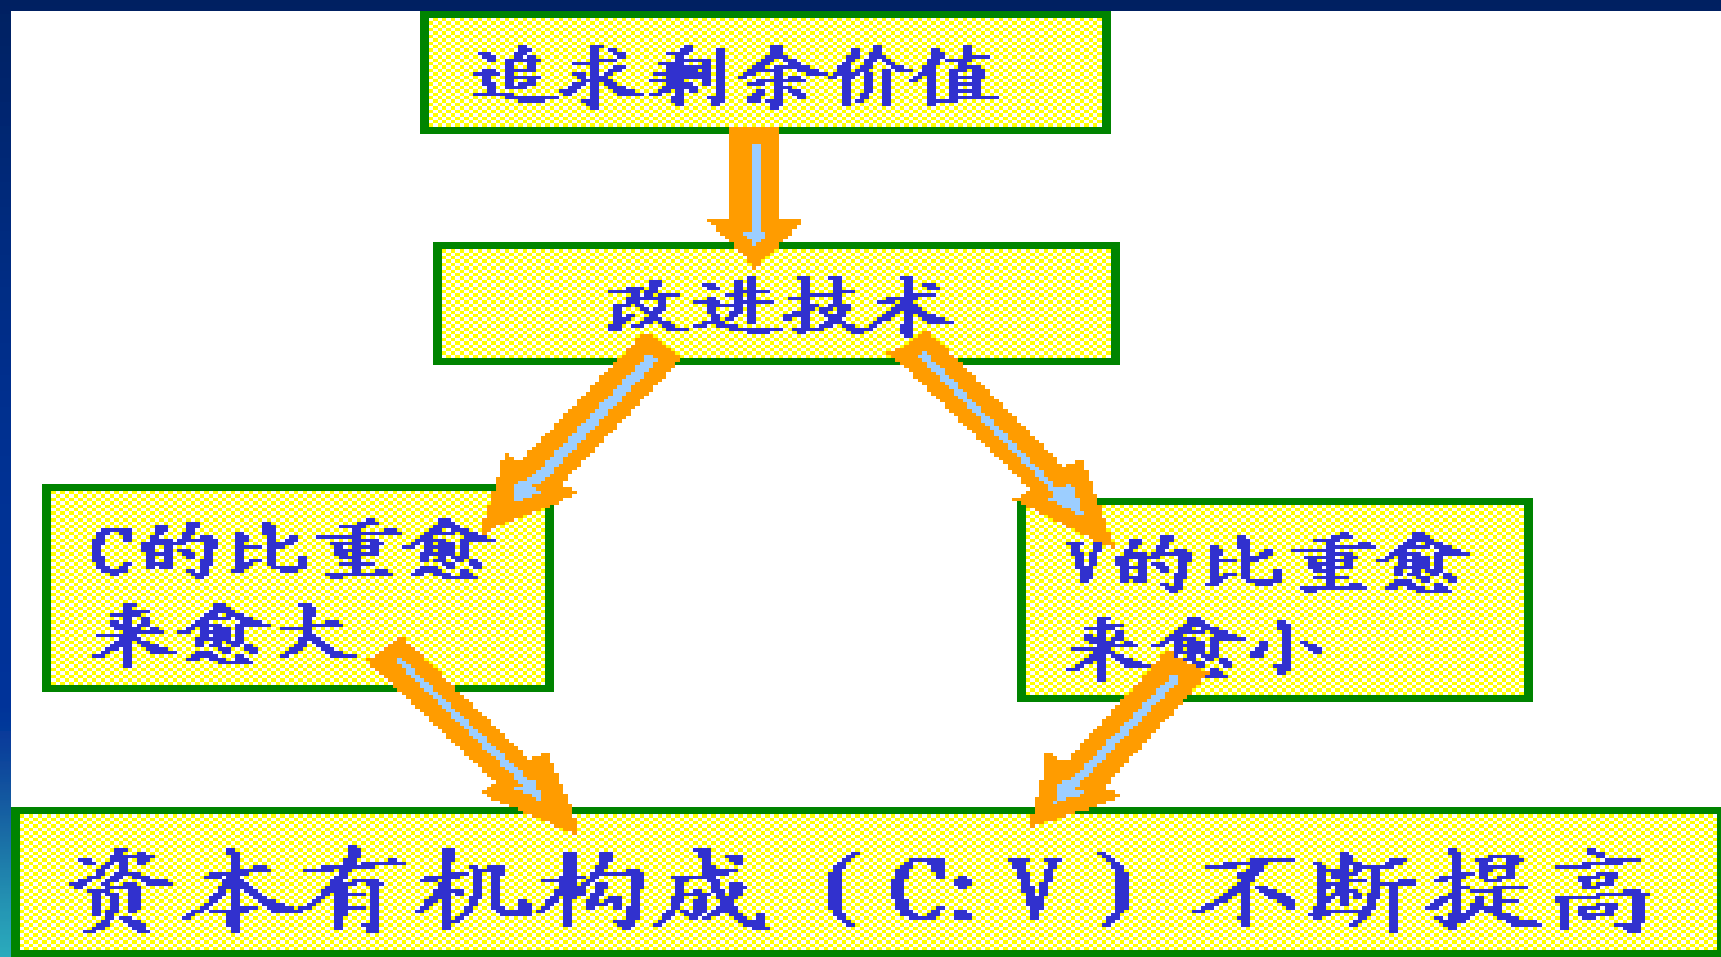 追求剩余价值
改进技术
C的比重愈
来愈大
V的比重愈
来愈小
资本有机构成（C:V）不断提高